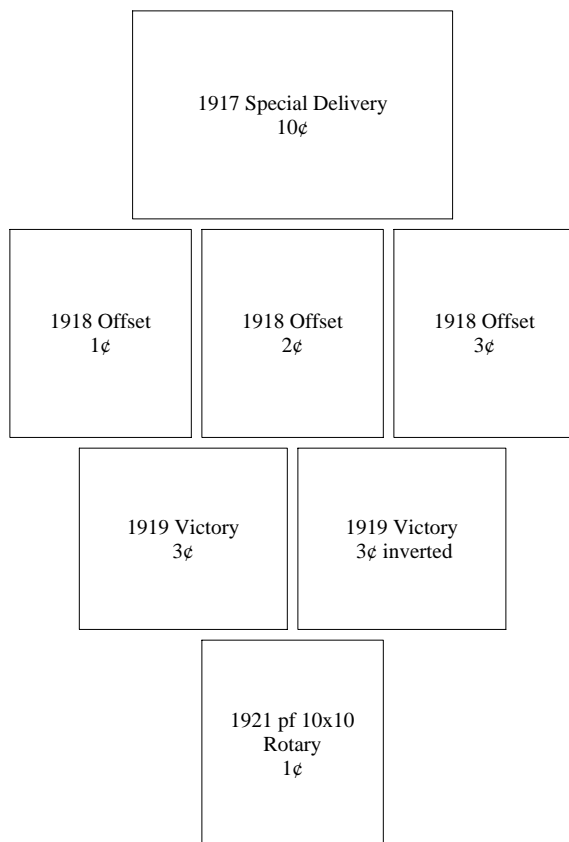 1917 Special Delivery
10¢
1918 Offset
1¢
1918 Offset
2¢
1918 Offset
3¢
1919 Victory
3¢
1919 Victory
3¢ inverted
1921 pf 10x10
Rotary
1¢